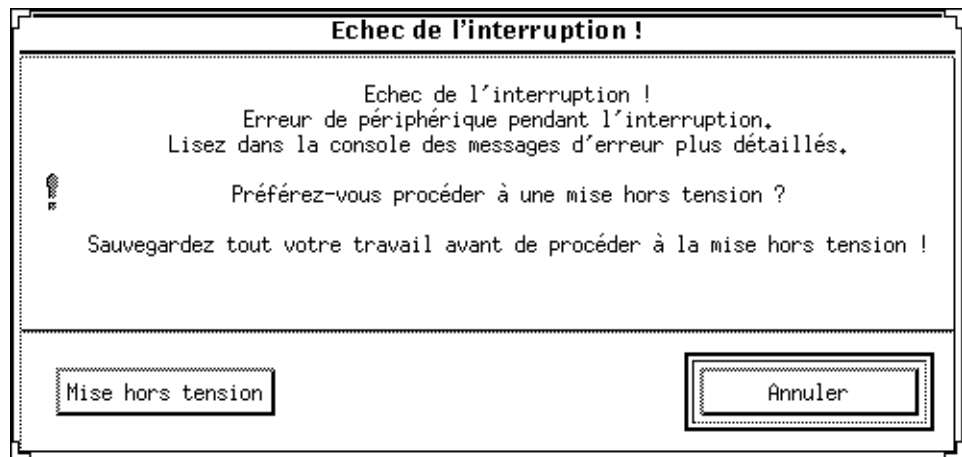 Echec de l'interruption !
Echec de l'interruption !
Erreur de périphérique pendant l'interruption.
Lisez dans la console des messages d'erreur plus détaillés.
Préférez-vous procéder à une mise hors tension ?
Sauvegardez tout votre travail avant de procéder à la mise hors tension !
Mise hors tension
Annuler